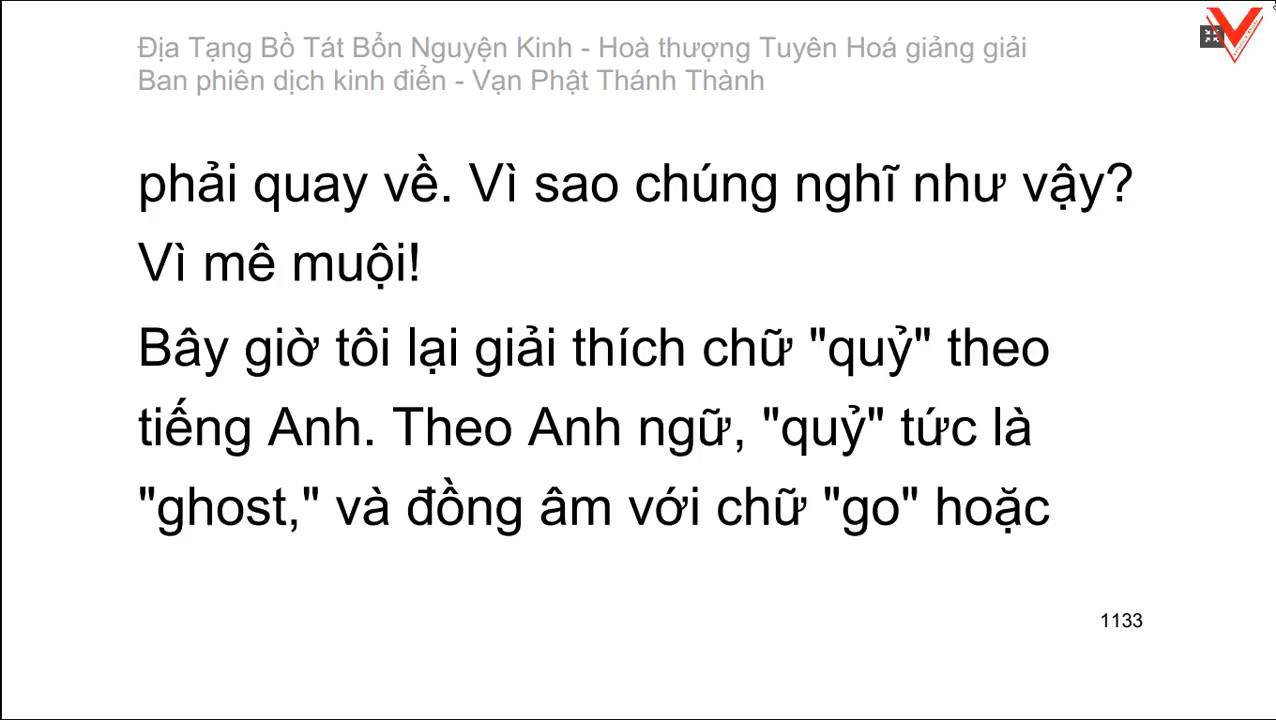 Địa Tạng Bồ Tát Bổn Nguyện Kinh - Hoà thượng Tuyên Hoá giảng giải
Ban phiên dịch kinh điển - Vạn Phật Thánh Thành
phải quay về. Vì sao chúng nghĩ như vậy?
Vì mê muội!
Bây giờ tôi lại giải thích chữ "quỷ" theo
tiếng Anh. Theo Anh ngữ, "quỷ" tức là
"ghost," và đồng âm với chữ "go" hoặc
1133